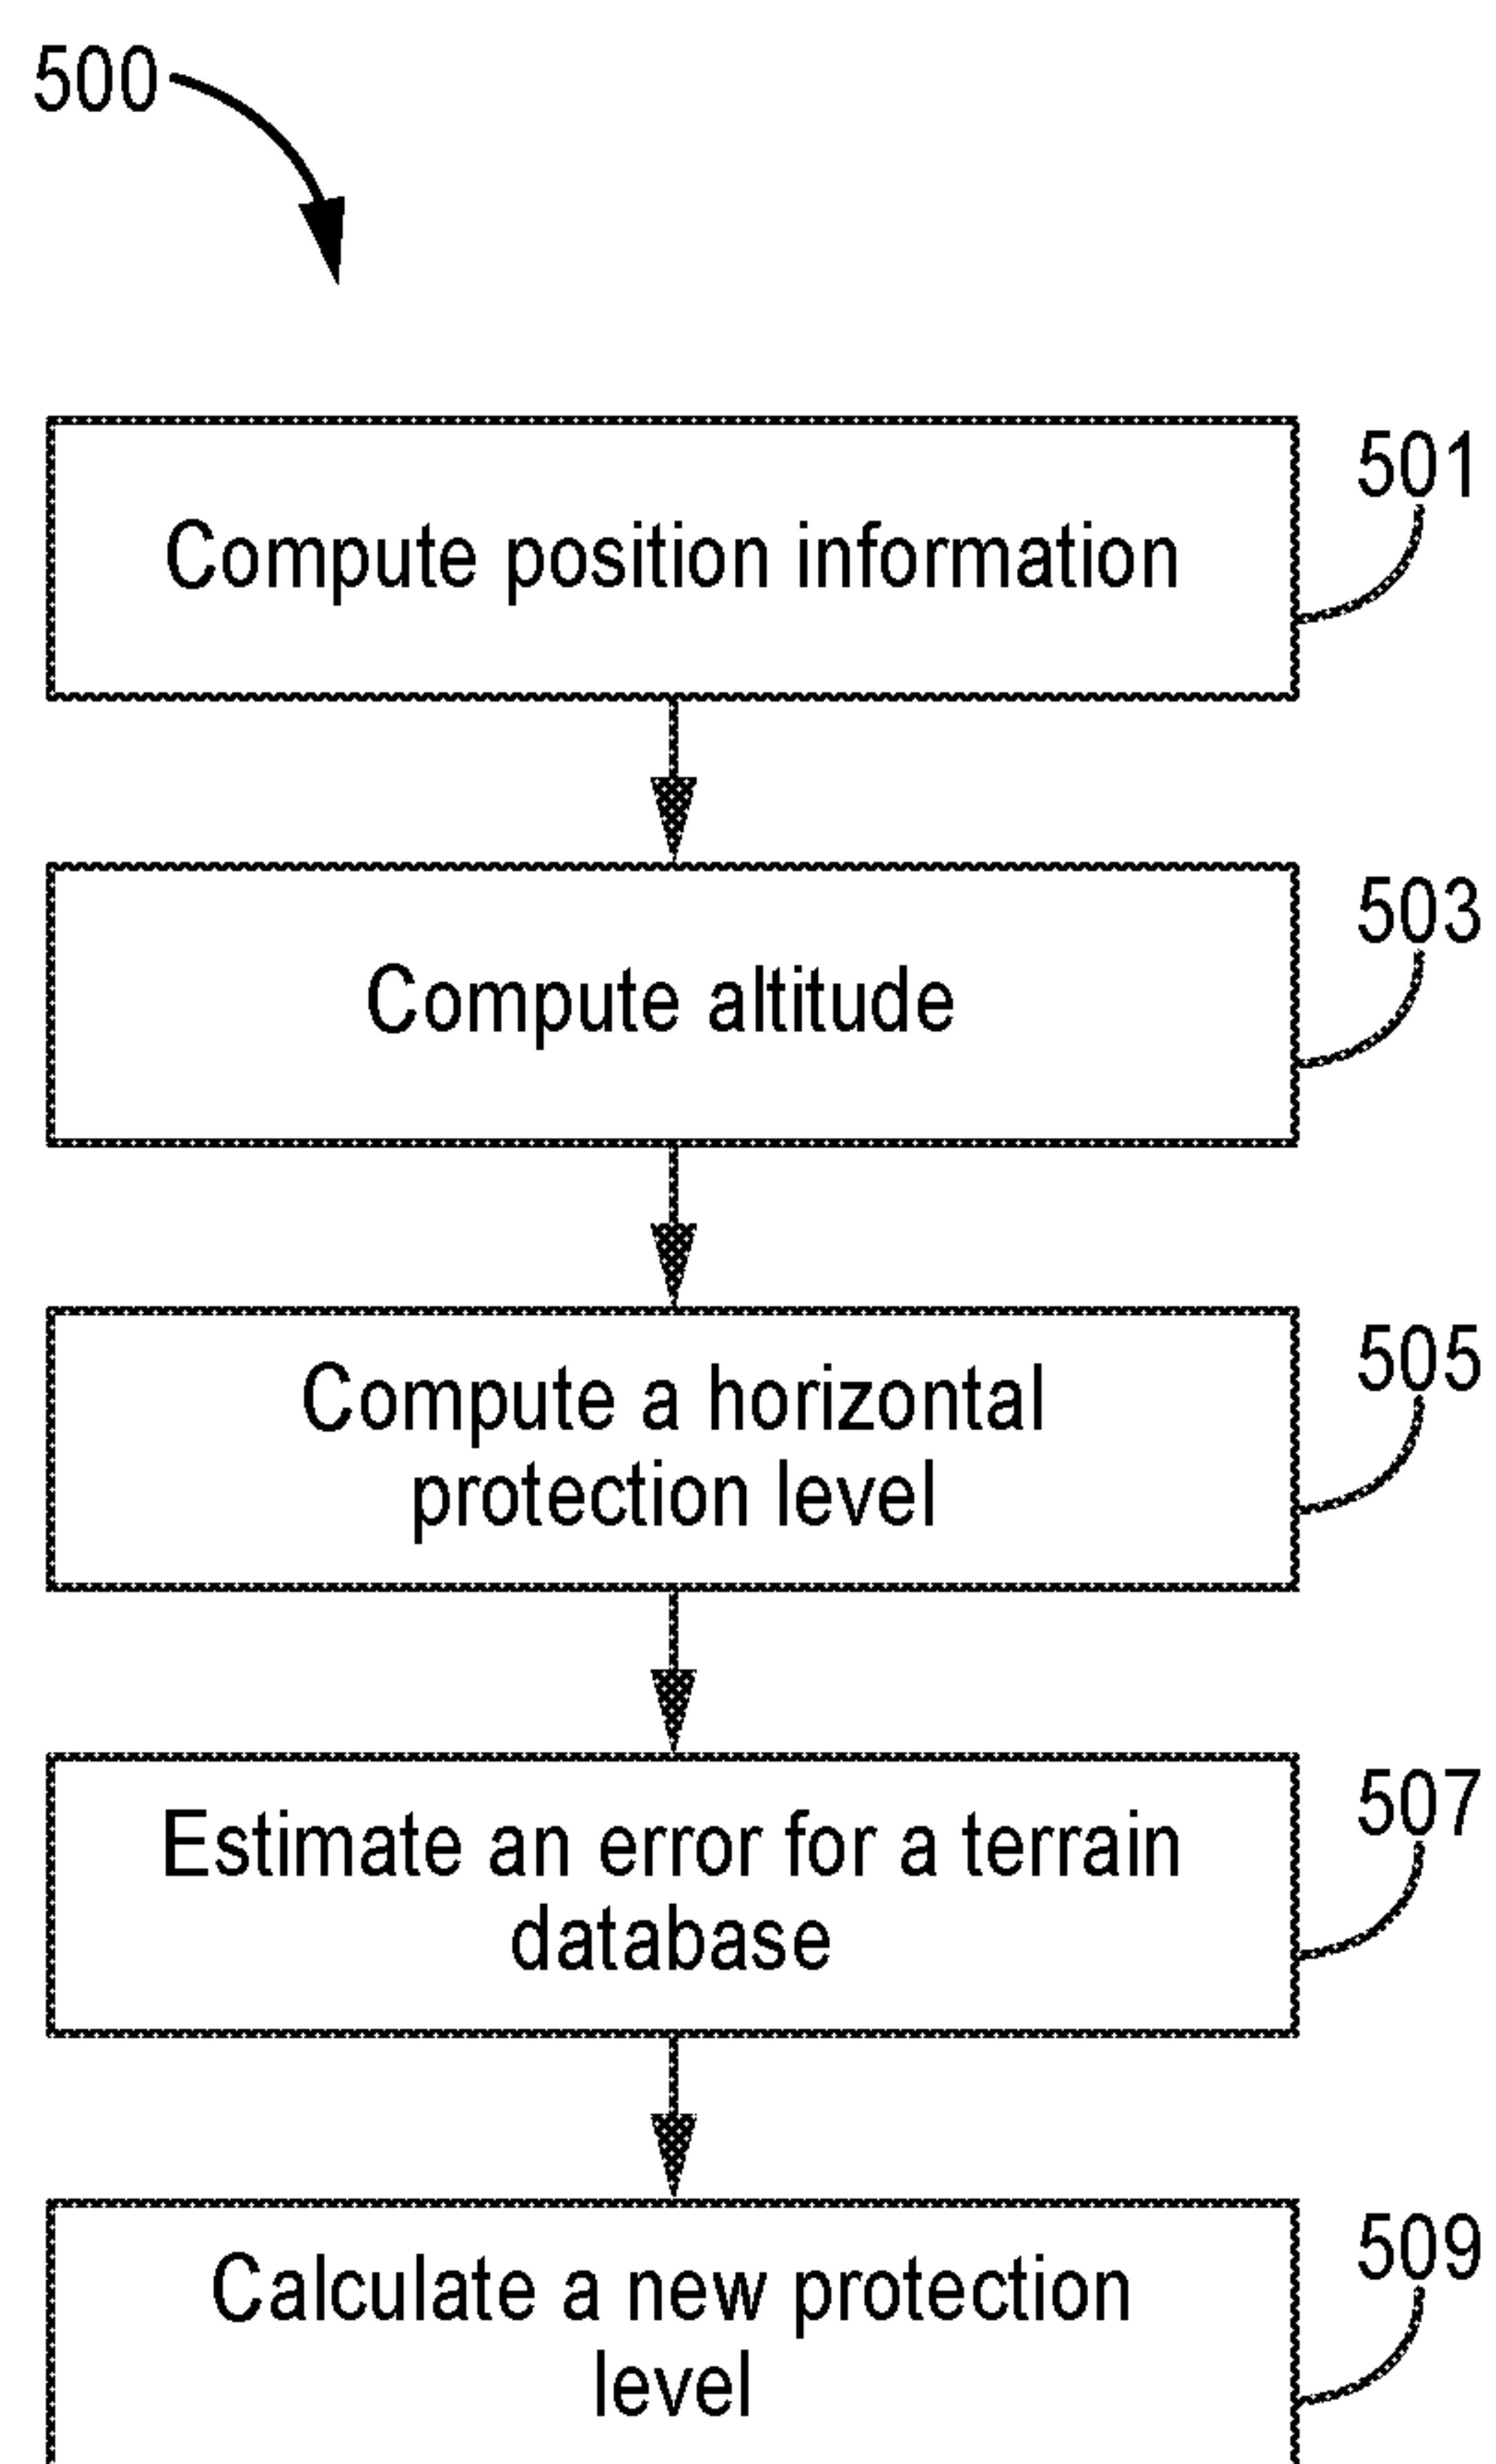 500
501
Compute position information
503
Compute altitude
505
Compute a horizontal
protection level
507
Estimate an error for a terrain
database
509
Calculate a new protection
level